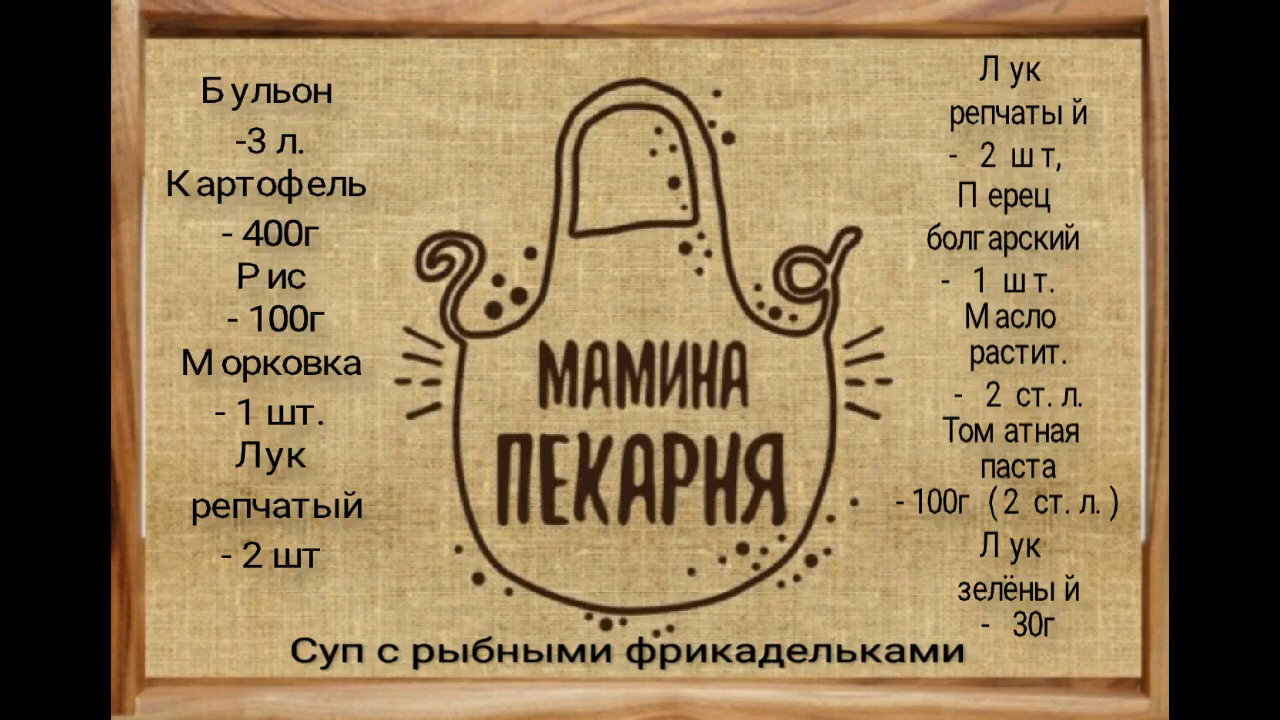 Бульон
-3 л.
Картофель
- 400г
Рис
- 100г
Морковка
- 1 шт.
Лук
репчатый
- 2 шт
МАМИНА
ПЕКАРНЯ
Лук
репчатый
- 2 шт,
Перец
болгарский
- 1 шт.
Масло
растит.
- 2 ст. л.
Томатная
паста
- 100г (2 ст. л.)
Лук
зелёный
- 30г
Суп с рыбными фрикадельками